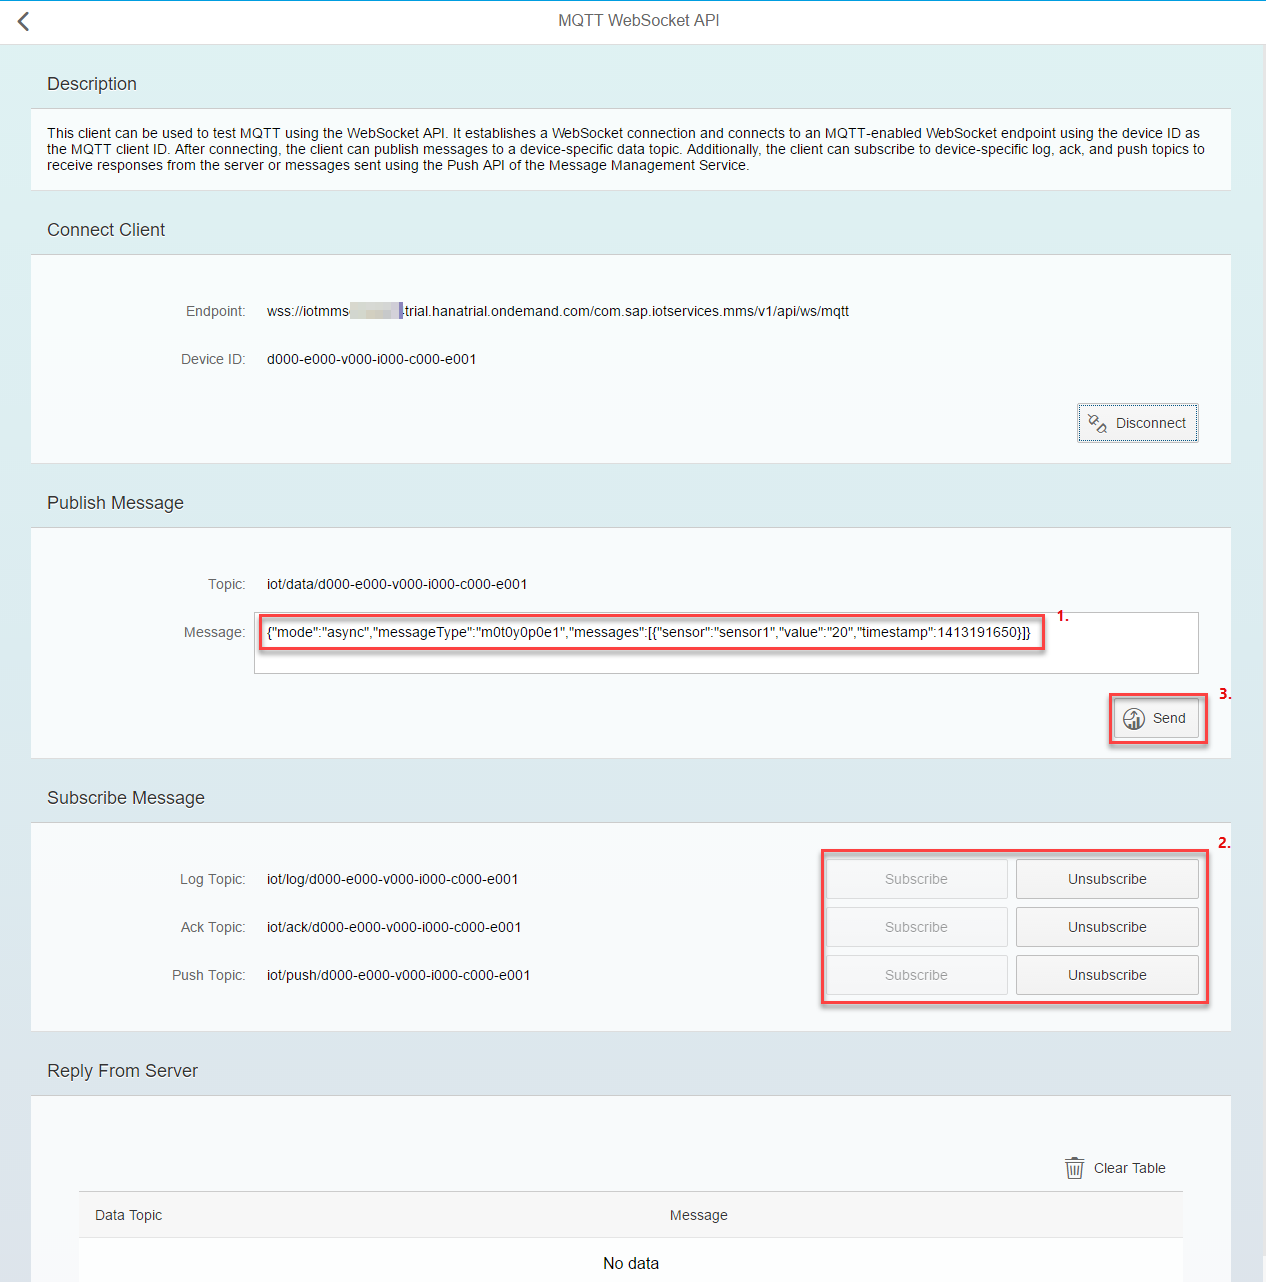 MQTT WebSocket API
Description
This client can be used to test MQTT using the WebSocket API. It establishes a WebSocket connection and connects to an MQTT-enabled WebSocket endpoint using the device ID as
the MQTT client ID. After connecting, the client can publish messages to a device-specific data topic. Additionally, the client can subscribe to device-specific log, ack, and push topics to
receive responses from the server or messages sent using the Push API of the Message Management Service.
Connect Client
Endpoint: wss://iotmms trial.hanatrial.ondemand.com/com.sap.iotservices.mms/v1/api/ws/mqtt
Device ID: d000-e000-v000-i000-c000-e001
Disconnect
Publish Message
Topic: iot/data/d000-e000-v000-i000-c000-e001
1.
Message: {"mode":"async","messageType":"m0t0y0p0e1","messages":[{"sensor":"sensor1","value":"20","timestamp":1413191650}]}
3.
Send
Subscribe Message
2.
Log Topic: iot/log/d000-e000-v000-i000-c000-e001 Subscribe Unsubscribe
Ack Topic: iot/ack/d000-e000-v000-i000-c000-e001 Subscribe Unsubscribe
Push Topic: iot/push/d000-e000-v000-i000-c000-e001 Subscribe Unsubscribe
Reply From Server
Clear Table
Data Topic Message
No data